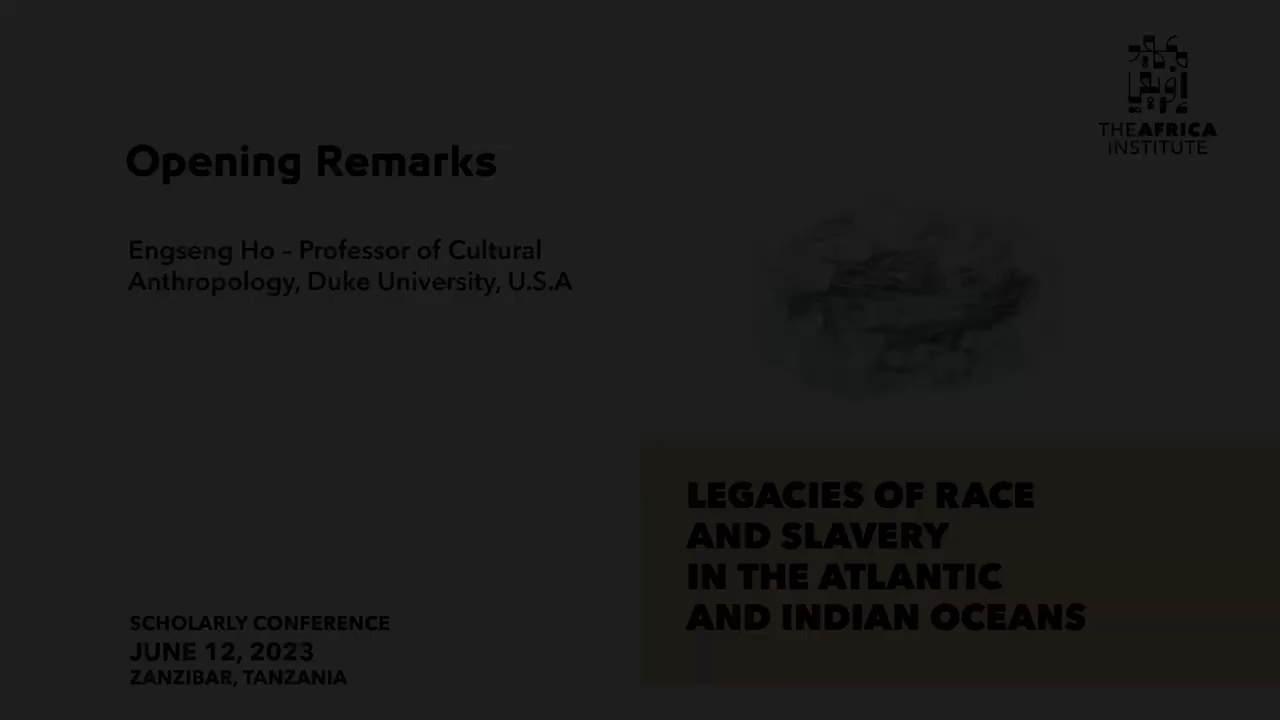 THE AFRICA
INSTITUTE
Opening Remarks
Engseng Ho – Professor of Cultural
Anthropology, Duke University, U.S.A
LEGACIES OF RACE
AND SLAVERY
IN THE ATLANTIC
AND INDIAN OCEANS
SCHOLARLY CONFERENCE
JUNE 12, 2023
ZANZIBAR, TANZANIA